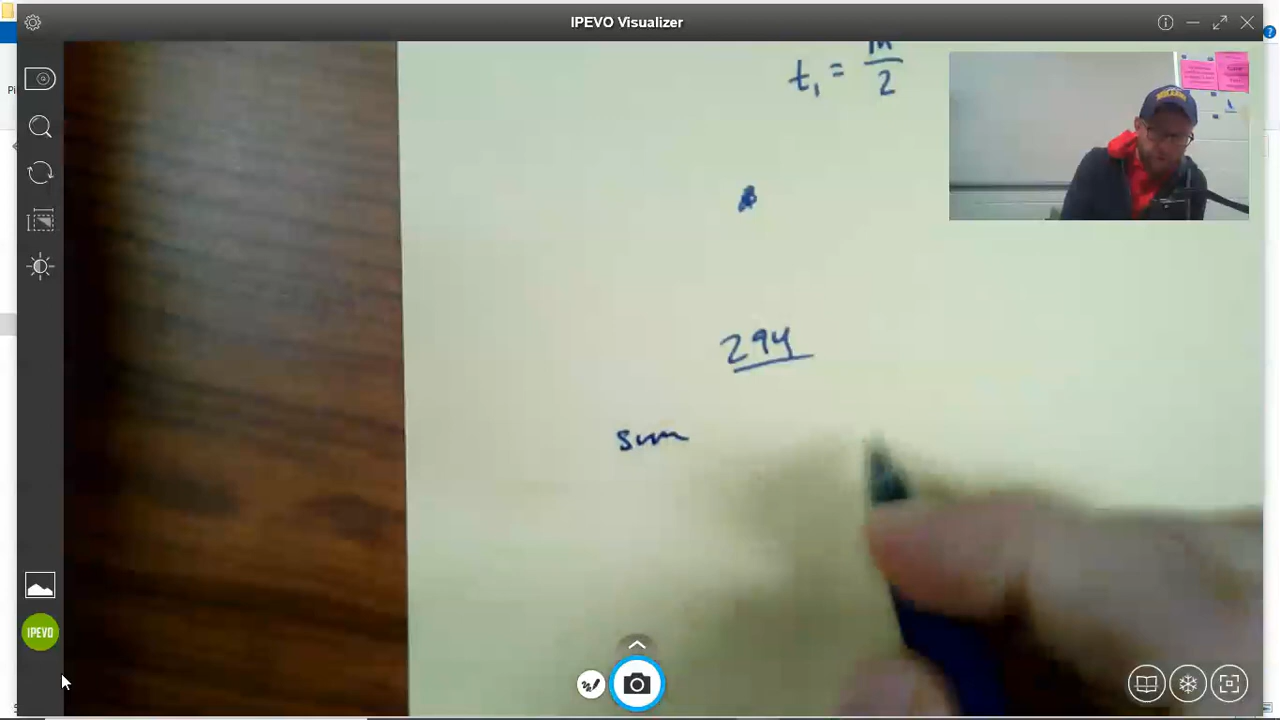 IPEVO Visualizer
t₁ = m/2
294
sum
IPEVO